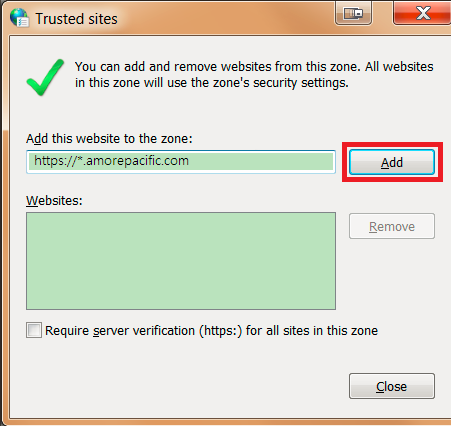 Trusted sites
You can add and remove websites from this zone. All websites
in this zone will use the zone's security settings.
Add this website to the zone:
https://*.amorepacific.com
Add
Websites:
Remove
Require server verification (https:) for all sites in this zone
Close